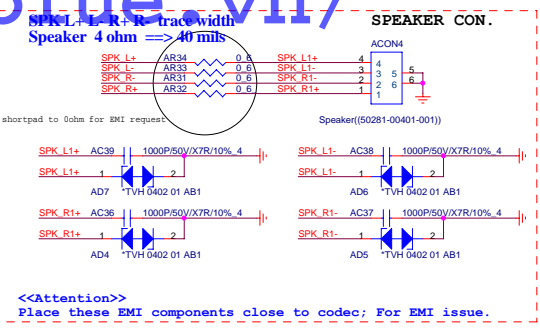 SPK L+ L- R+ R- trace width
SPEAKER CON.
Speaker 4 ohm ==> 40 mils
ACON4
SPK_L+ AR34 0_6 SPK_L1+ 4 4
SPK_L- AR33 0_6 SPK_L1- 3 3 5 5
SPK_R- AR31 0_6 SPK_R1- 2 2 6 6
SPK_R+ AR32 0_6 SPK_R1+ 1 1
shortpad to 0ohm for EMI request
Speaker((50281-00401-001))
SPK_L1+ AC39 1000P/50V/X7R/10%_4 SPK_L1- AC38 1000P/50V/X7R/10%_4
SPK_L1+ 1 2 SPK_L1- 1 2
AD7 *TVH 0402 01 AB1 AD6 *TVH 0402 01 AB1
SPK_R1+ AC36 1000P/50V/X7R/10%_4 SPK_R1- AC37 1000P/50V/X7R/10%_4
SPK_R1+ 1 2 SPK_R1- 1 2
AD4 *TVH 0402 01 AB1 AD5 *TVH 0402 01 AB1
<<Attention>>
Place these EMI components close to codec; For EMI issue.